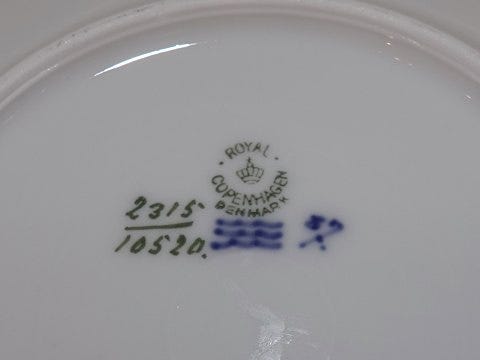 ROYAL
COPENHAGEN
DENMARK
2315
10520.